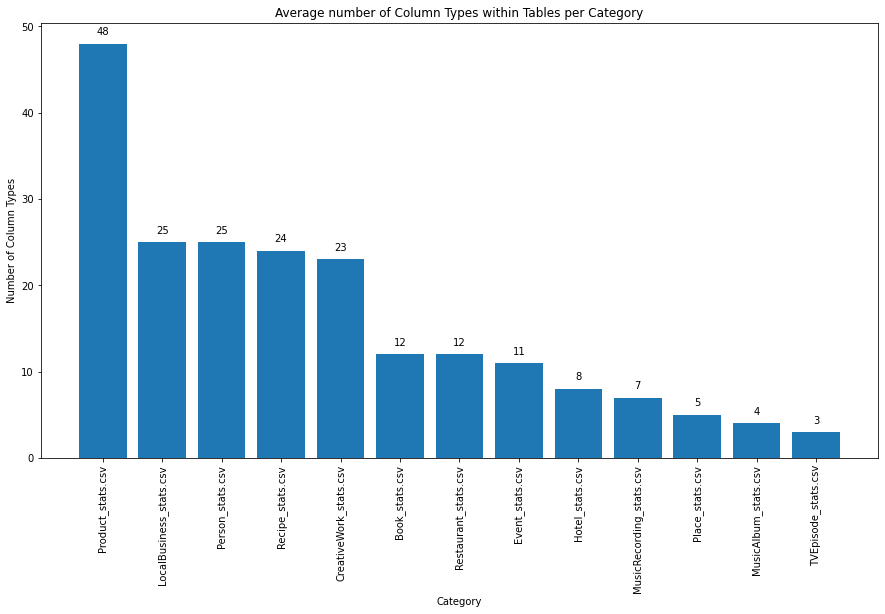 Average number of Column Types within Tables per Category
Number of Column Types
50
40
30
20
10
0
48
25
25
24
23
12
12
11
8
7
5
4
3
Product_stats.csv
LocalBusiness_stats.csv
Person_stats.csv
Recipe_stats.csv
CreativeWork_stats.csv
Book_stats.csv
Restaurant_stats.csv
Event_stats.csv
Hotel_stats.csv
MusicRecording_stats.csv
Place_stats.csv
MusicAlbum_stats.csv
TVEpisode_stats.csv
Category